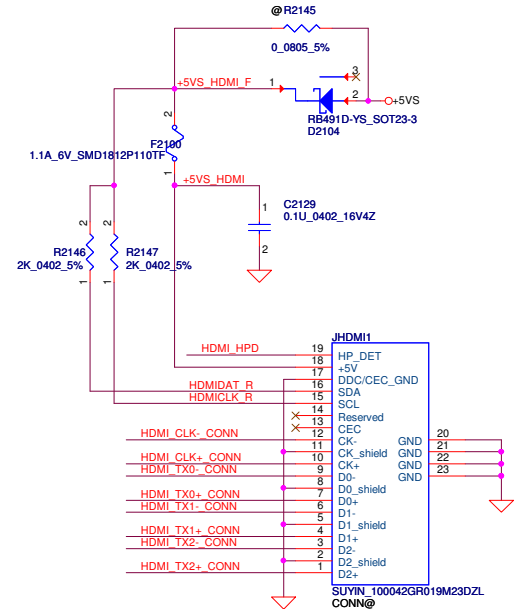 @ R2145
0_0805_5%
+5VS_HDMI_F
1
3
2
+5VS
RB491D-YS_SOT23-3
D2104
2
F2100
1.1A_6V_SMD1812P110TF
1
+5VS_HDMI
1
C2129
0.1U_0402_16V4Z
2
2
2
R2146
2K_0402_5%
R2147
2K_0402_5%
1
1
JHDMI1
HDMI_HPD 19 HP_DET
18 +5V
17 DDC/CEC_GND
HDMIDAT_R 16 SDA
HDMICLK_R 15 SCL
14 Reserved
13 CEC
HDMI_CLK-_CONN 12 CK- GND 20
11 CK_shield GND 21
HDMI_CLK+_CONN 10 CK+ GND 22
HDMI_TX0-_CONN 9 D0- GND 23
8 D0_shield
HDMI_TX0+_CONN 7 D0+
HDMI_TX1-_CONN 6 D1-
5 D1_shield
HDMI_TX1+_CONN 4 D1+
HDMI_TX2-_CONN 3 D2-
2 D2_shield
HDMI_TX2+_CONN 1 D2+
SUYIN_100042GR019M23DZL
CONN@